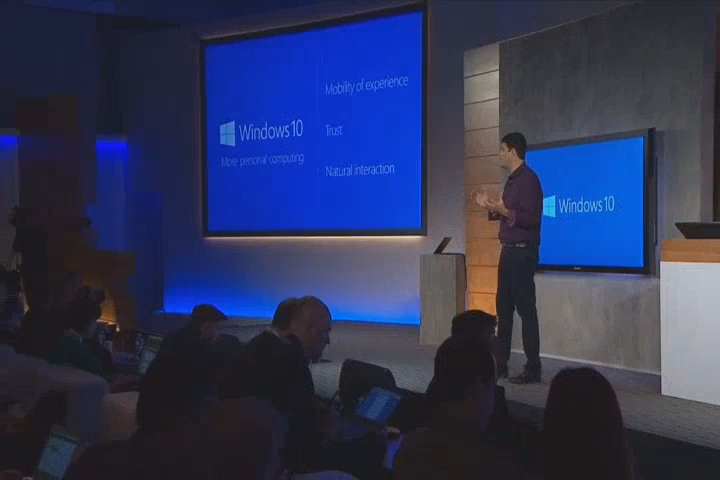 Windows 10
More personal computing
Mobility of experience
Trust
Natural interaction
Windows 10